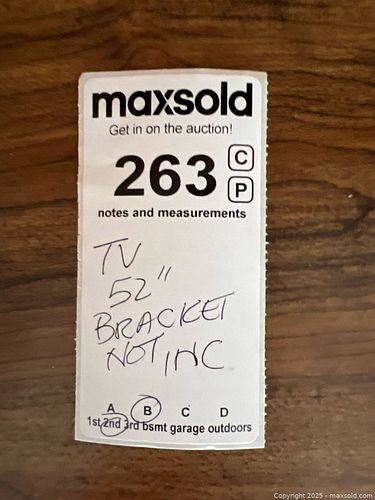 maxsold
Get in on the auction!
263 C
P
notes and measurements
TV
52"
BRACKET
NOT INC
A B C D
1st 2nd 3rd bsmt garage outdoors
Copyright 2025 - maxsold.com